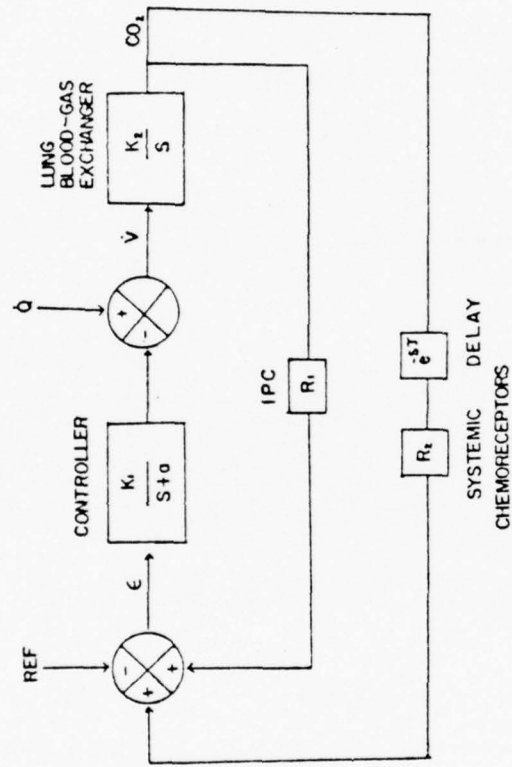 REF
-
+
+
ϵ
CONTROLLER
K₁
S+a
Q̇
+
-
V̇
LUNG
BLOOD-GAS
EXCHANGER
K₂
S
CO₂
IPC
R₁
R₂
e^-ST
SYSTEMIC DELAY
CHEMORECEPTORS